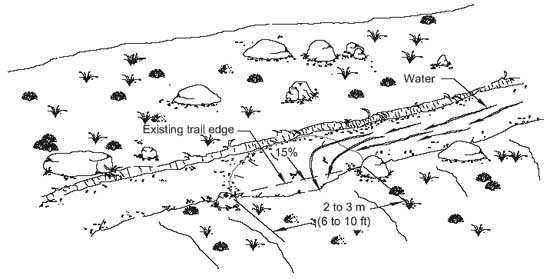 Water
Existing trail edge
15%
2 to 3 m
(6 to 10 ft)